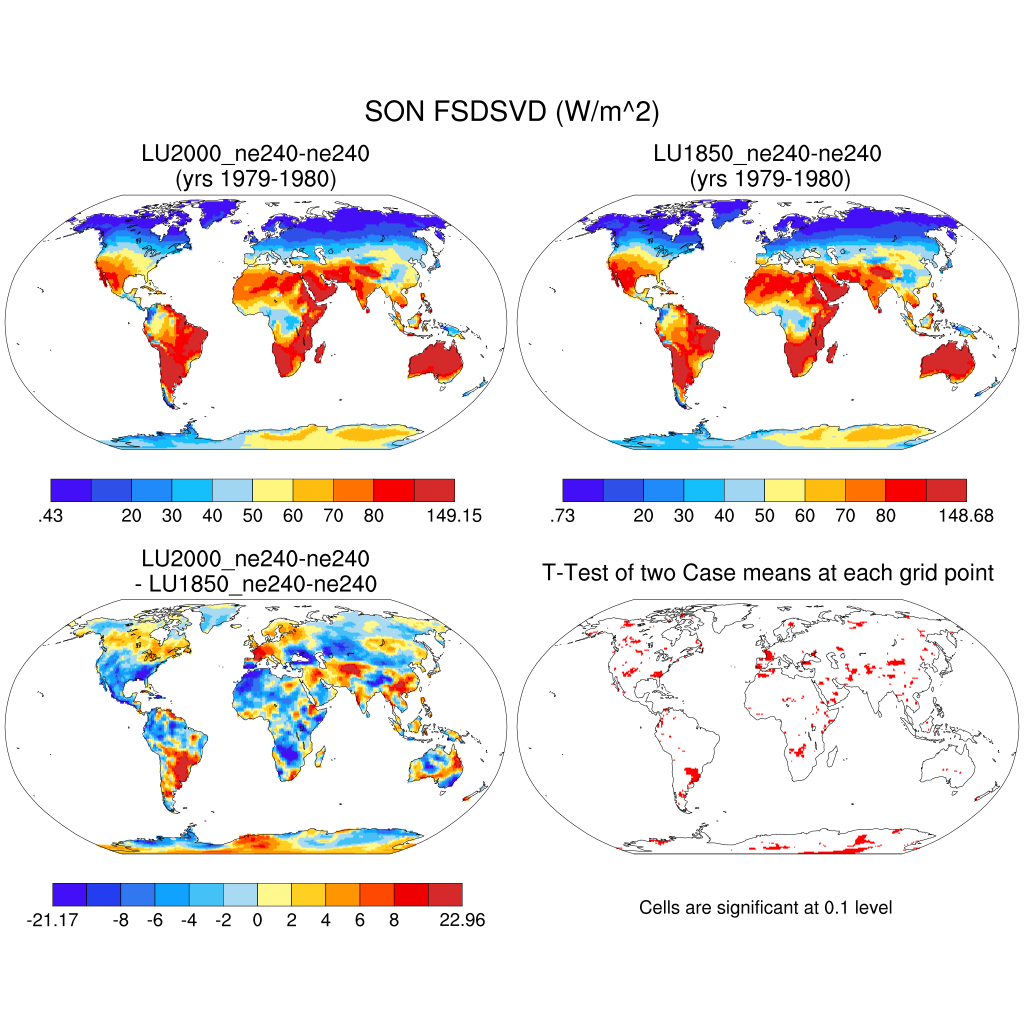 SON FSDSVD (W/m^2)
LU2000_ne240-ne240
(yrs 1979-1980)
LU1850_ne240-ne240
(yrs 1979-1980)
.43 20 30 40 50 60 70 80 149.15
.73 20 30 40 50 60 70 80 148.68
LU2000_ne240-ne240
- LU1850_ne240-ne240
T-Test of two Case means at each grid point
-21.17 -8 -6 -4 -2 0 2 4 6 8 22.96
Cells are significant at 0.1 level